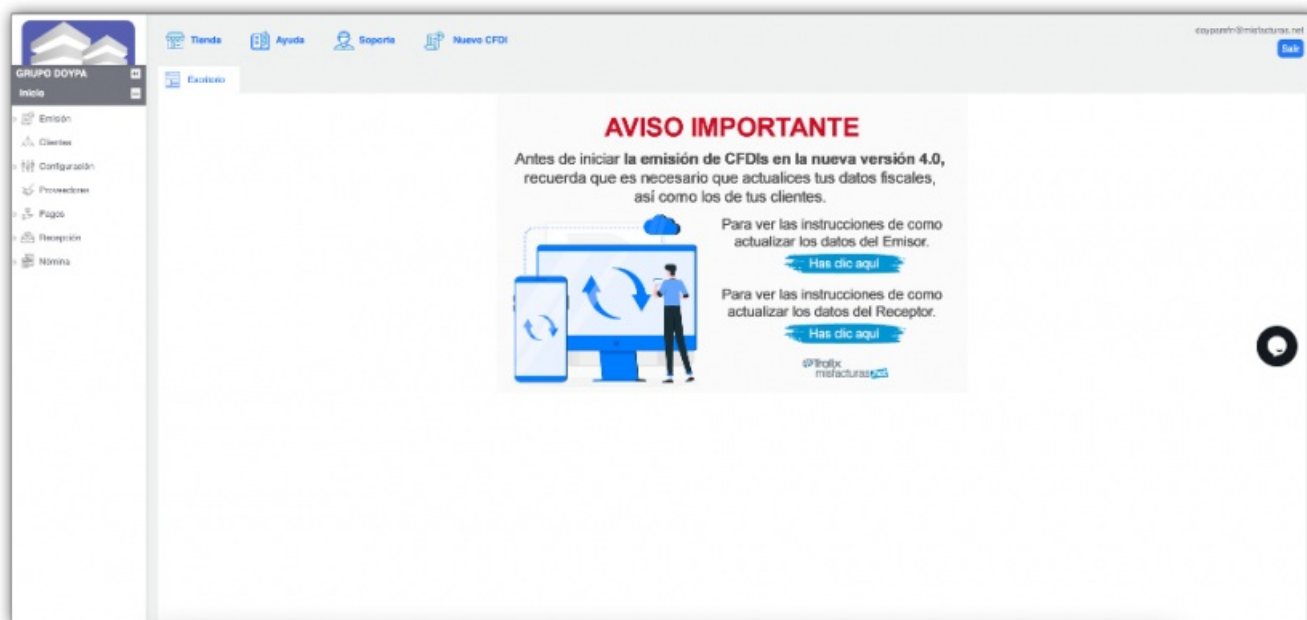 Tienda
Ayuda
Soporte
Nuevo CFDI
Salir
GRUPO DOYPA
Inicio
Escritorio
Emisión
Clientes
Configuración
Proveedores
Pagos
Recepción
Nómina
AVISO IMPORTANTE
Antes de iniciar la emisión de CFDIs en la nueva versión 4.0,
recuerda que es necesario que actualices tus datos fiscales,
así como los de tus clientes.
Para ver las instrucciones de como
actualizar los datos del Emisor.
Has clic aquí
Para ver las instrucciones de como
actualizar los datos del Receptor.
Has clic aquí
misfacturas.net